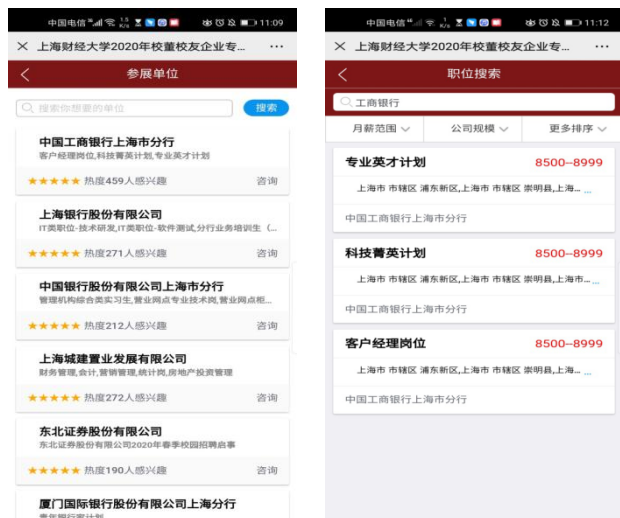 中国电信 11:09
上海财经大学2020年校董校友企业专...
参展单位
搜索你想要的单位 搜索
中国工商银行上海市分行
客户经理岗位,科技菁英计划,专业英才计划
热度459人感兴趣 咨询
上海银行股份有限公司
IT类职位-技术研发,IT类职位-软件测试,分行业务培训生（...
热度271人感兴趣 咨询
中国银行股份有限公司上海市分行
管理机构综合类实习生,营业网点专业技术岗,营业网点柜...
热度212人感兴趣 咨询
上海城建置业发展有限公司
财务管理,会计,营销管理,统计岗,房地产投资管理
热度272人感兴趣 咨询
东北证券股份有限公司
东北证券股份有限公司2020年春季校园招聘启事
热度190人感兴趣 咨询
厦门国际银行股份有限公司上海分行
中国电信 11:12
上海财经大学2020年校董校友企业专...
职位搜索
工商银行
月薪范围 公司规模 更多排序
专业英才计划 8500--8999
上海市 市辖区 浦东新区,上海市 市辖区 崇明县,上海... ...
中国工商银行上海市分行
科技菁英计划 8500--8999
上海市 市辖区 浦东新区,上海市 市辖区 崇明县,上海市... ...
中国工商银行上海市分行
客户经理岗位 8500--8999
上海市 市辖区 浦东新区,上海市 市辖区 崇明县,上海... ...
中国工商银行上海市分行